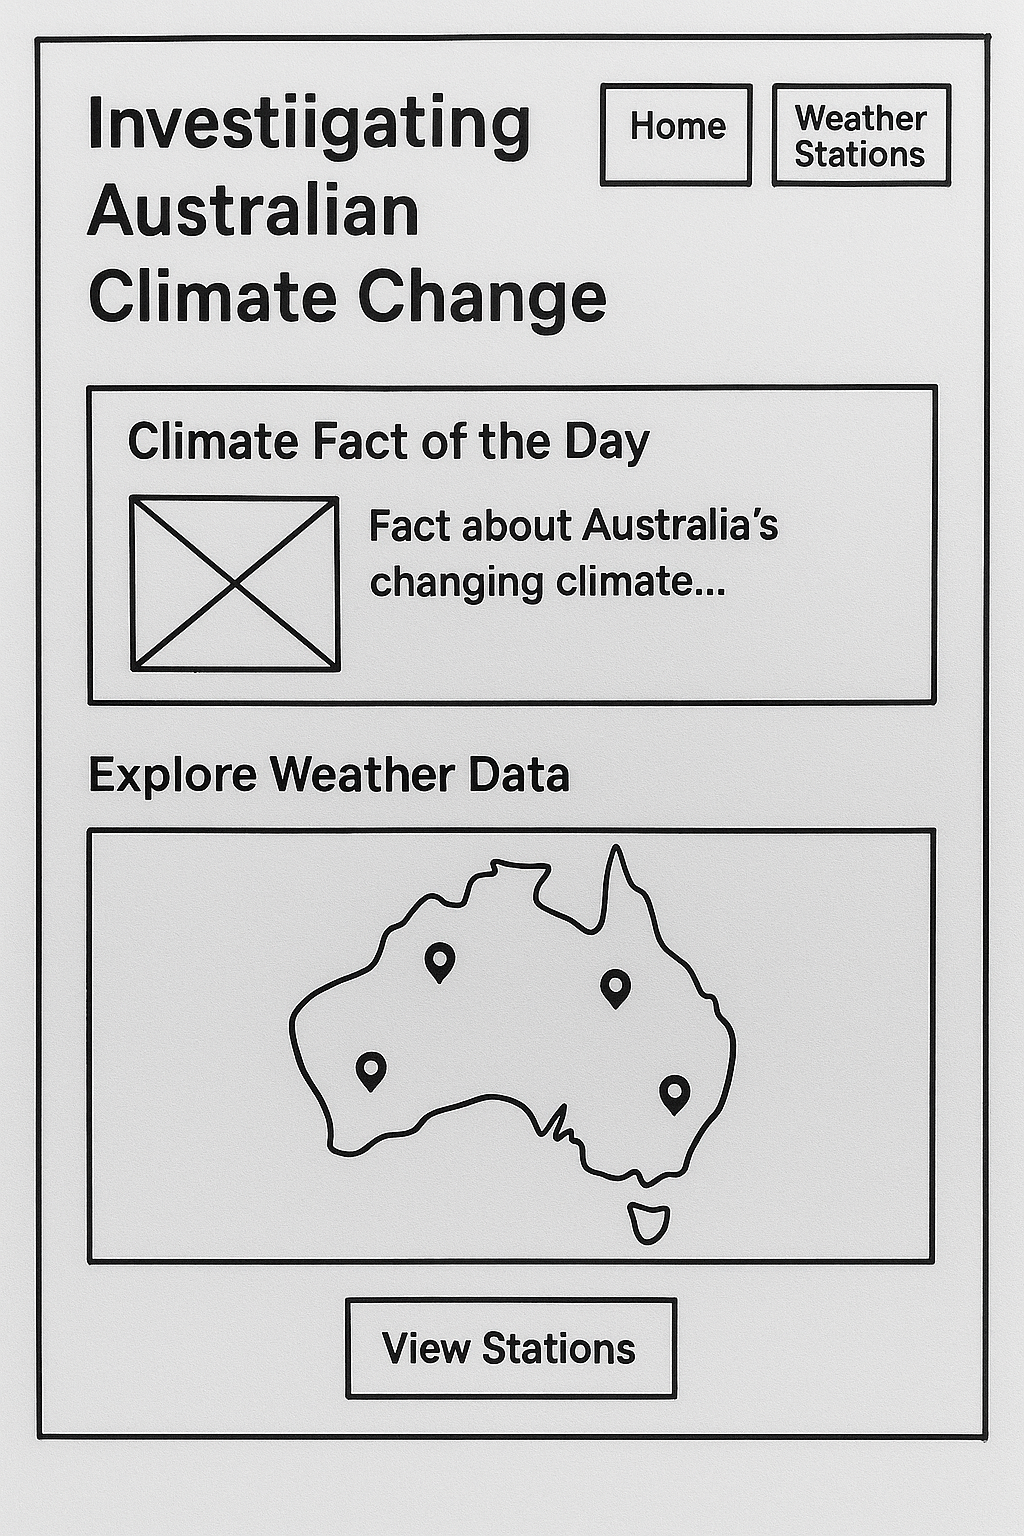 Investiigating
Australian
Climate Change
Home
Weather
Stations
Climate Fact of the Day
Fact about Australia's
changing climate...
Explore Weather Data
View Stations